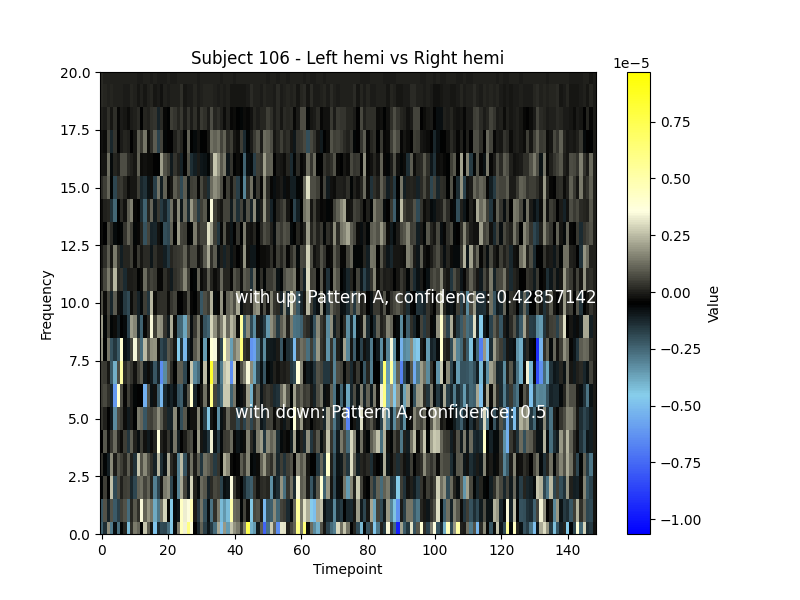 Subject 106 - Left hemi vs Right hemi
1e−5
20.0
17.5
15.0
12.5
10.0
7.5
5.0
2.5
0.0
Frequency
with up: Pattern A, confidence: 0.42857142
with down: Pattern A, confidence: 0.5
0 20 40 60 80 100 120 140
Timepoint
0.75
0.50
0.25
0.00
−0.25
−0.50
−0.75
−1.00
Value